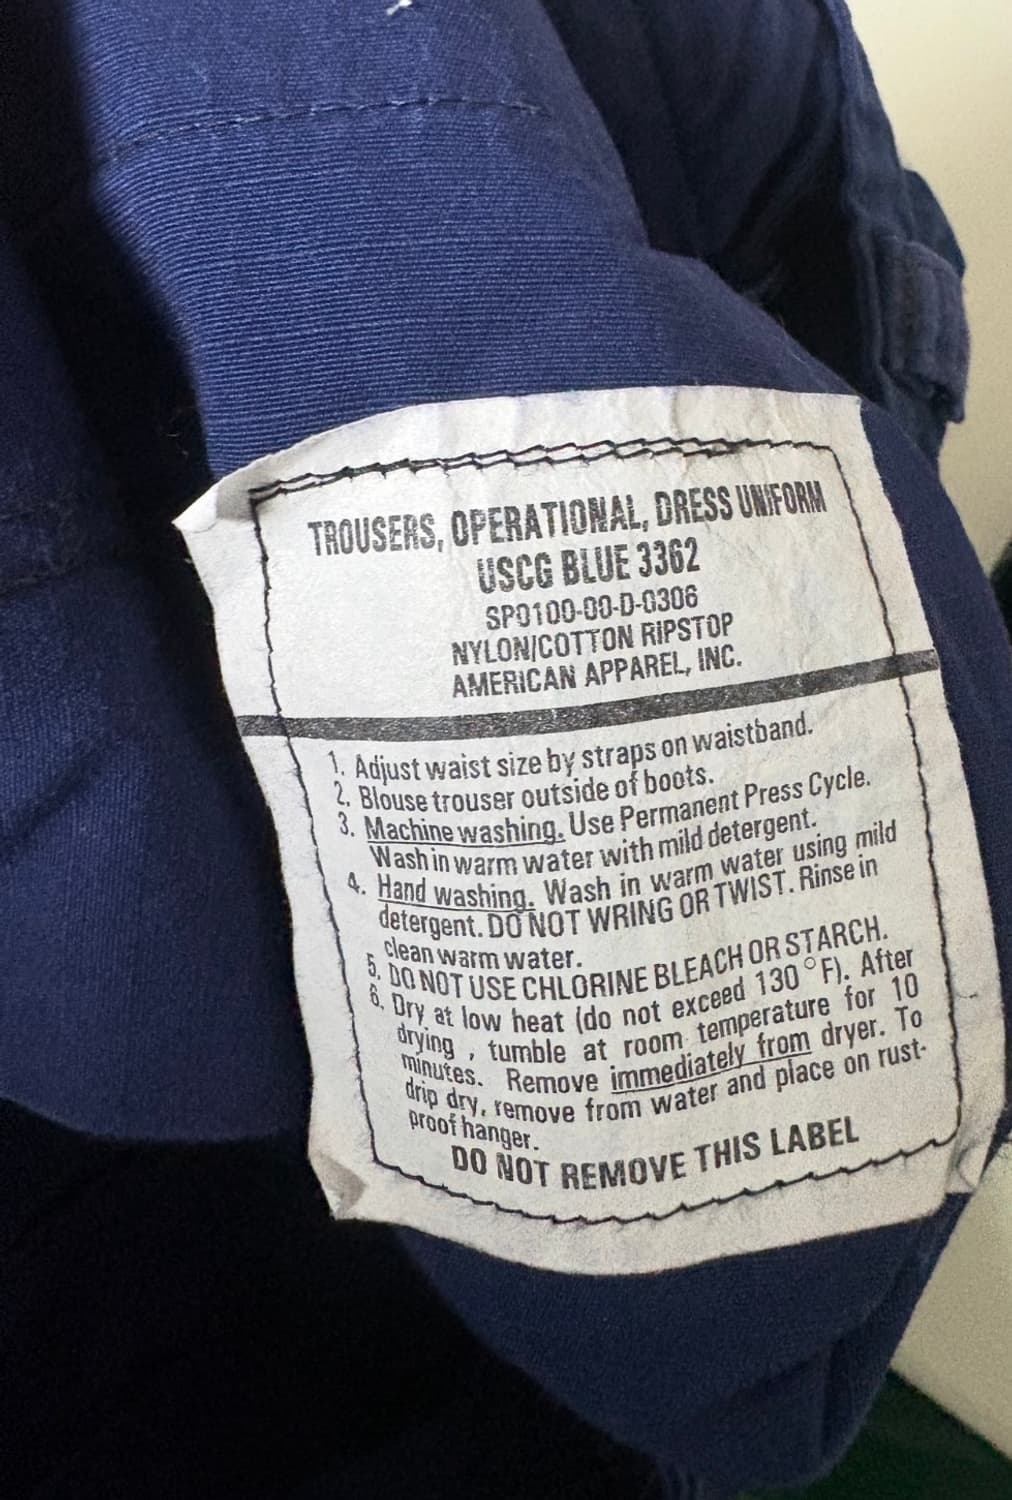 TROUSERS, OPERATIONAL, DRESS UNIFORM
USCG BLUE 3362
SP0100-00-D-0306
NYLON/COTTON RIPSTOP
AMERICAN APPAREL, INC.
1. Adjust waist size by straps on waistband.
2. Blouse trouser outside of boots.
3. Machine washing. Use Permanent Press Cycle.
Wash in warm water with mild detergent.
4. Hand washing. Wash in warm water using mild
detergent. DO NOT WRING OR TWIST. Rinse in
clean warm water.
5. DO NOT USE CHLORINE BLEACH OR STARCH.
6. Dry at low heat (do not exceed 130°F). After
drying , tumble at room temperature for 10
minutes. Remove immediately from dryer. To
drip dry, remove from water and place on rust-
proof hanger.
DO NOT REMOVE THIS LABEL